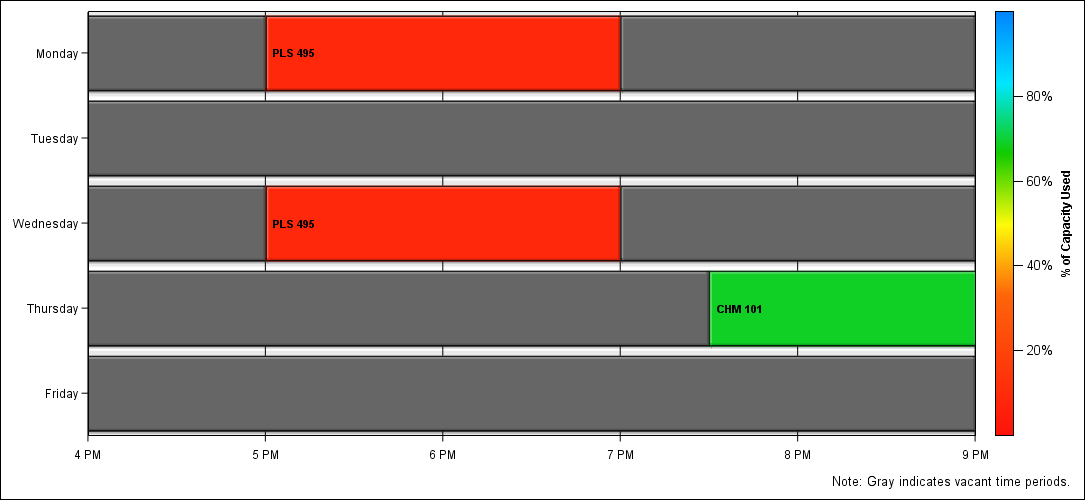 Monday
PLS 495
Tuesday
Wednesday
PLS 495
Thursday
CHM 101
Friday
4 PM 5 PM 6 PM 7 PM 8 PM 9 PM
80%
60%
40%
20%
% of Capacity Used
Note: Gray indicates vacant time periods.